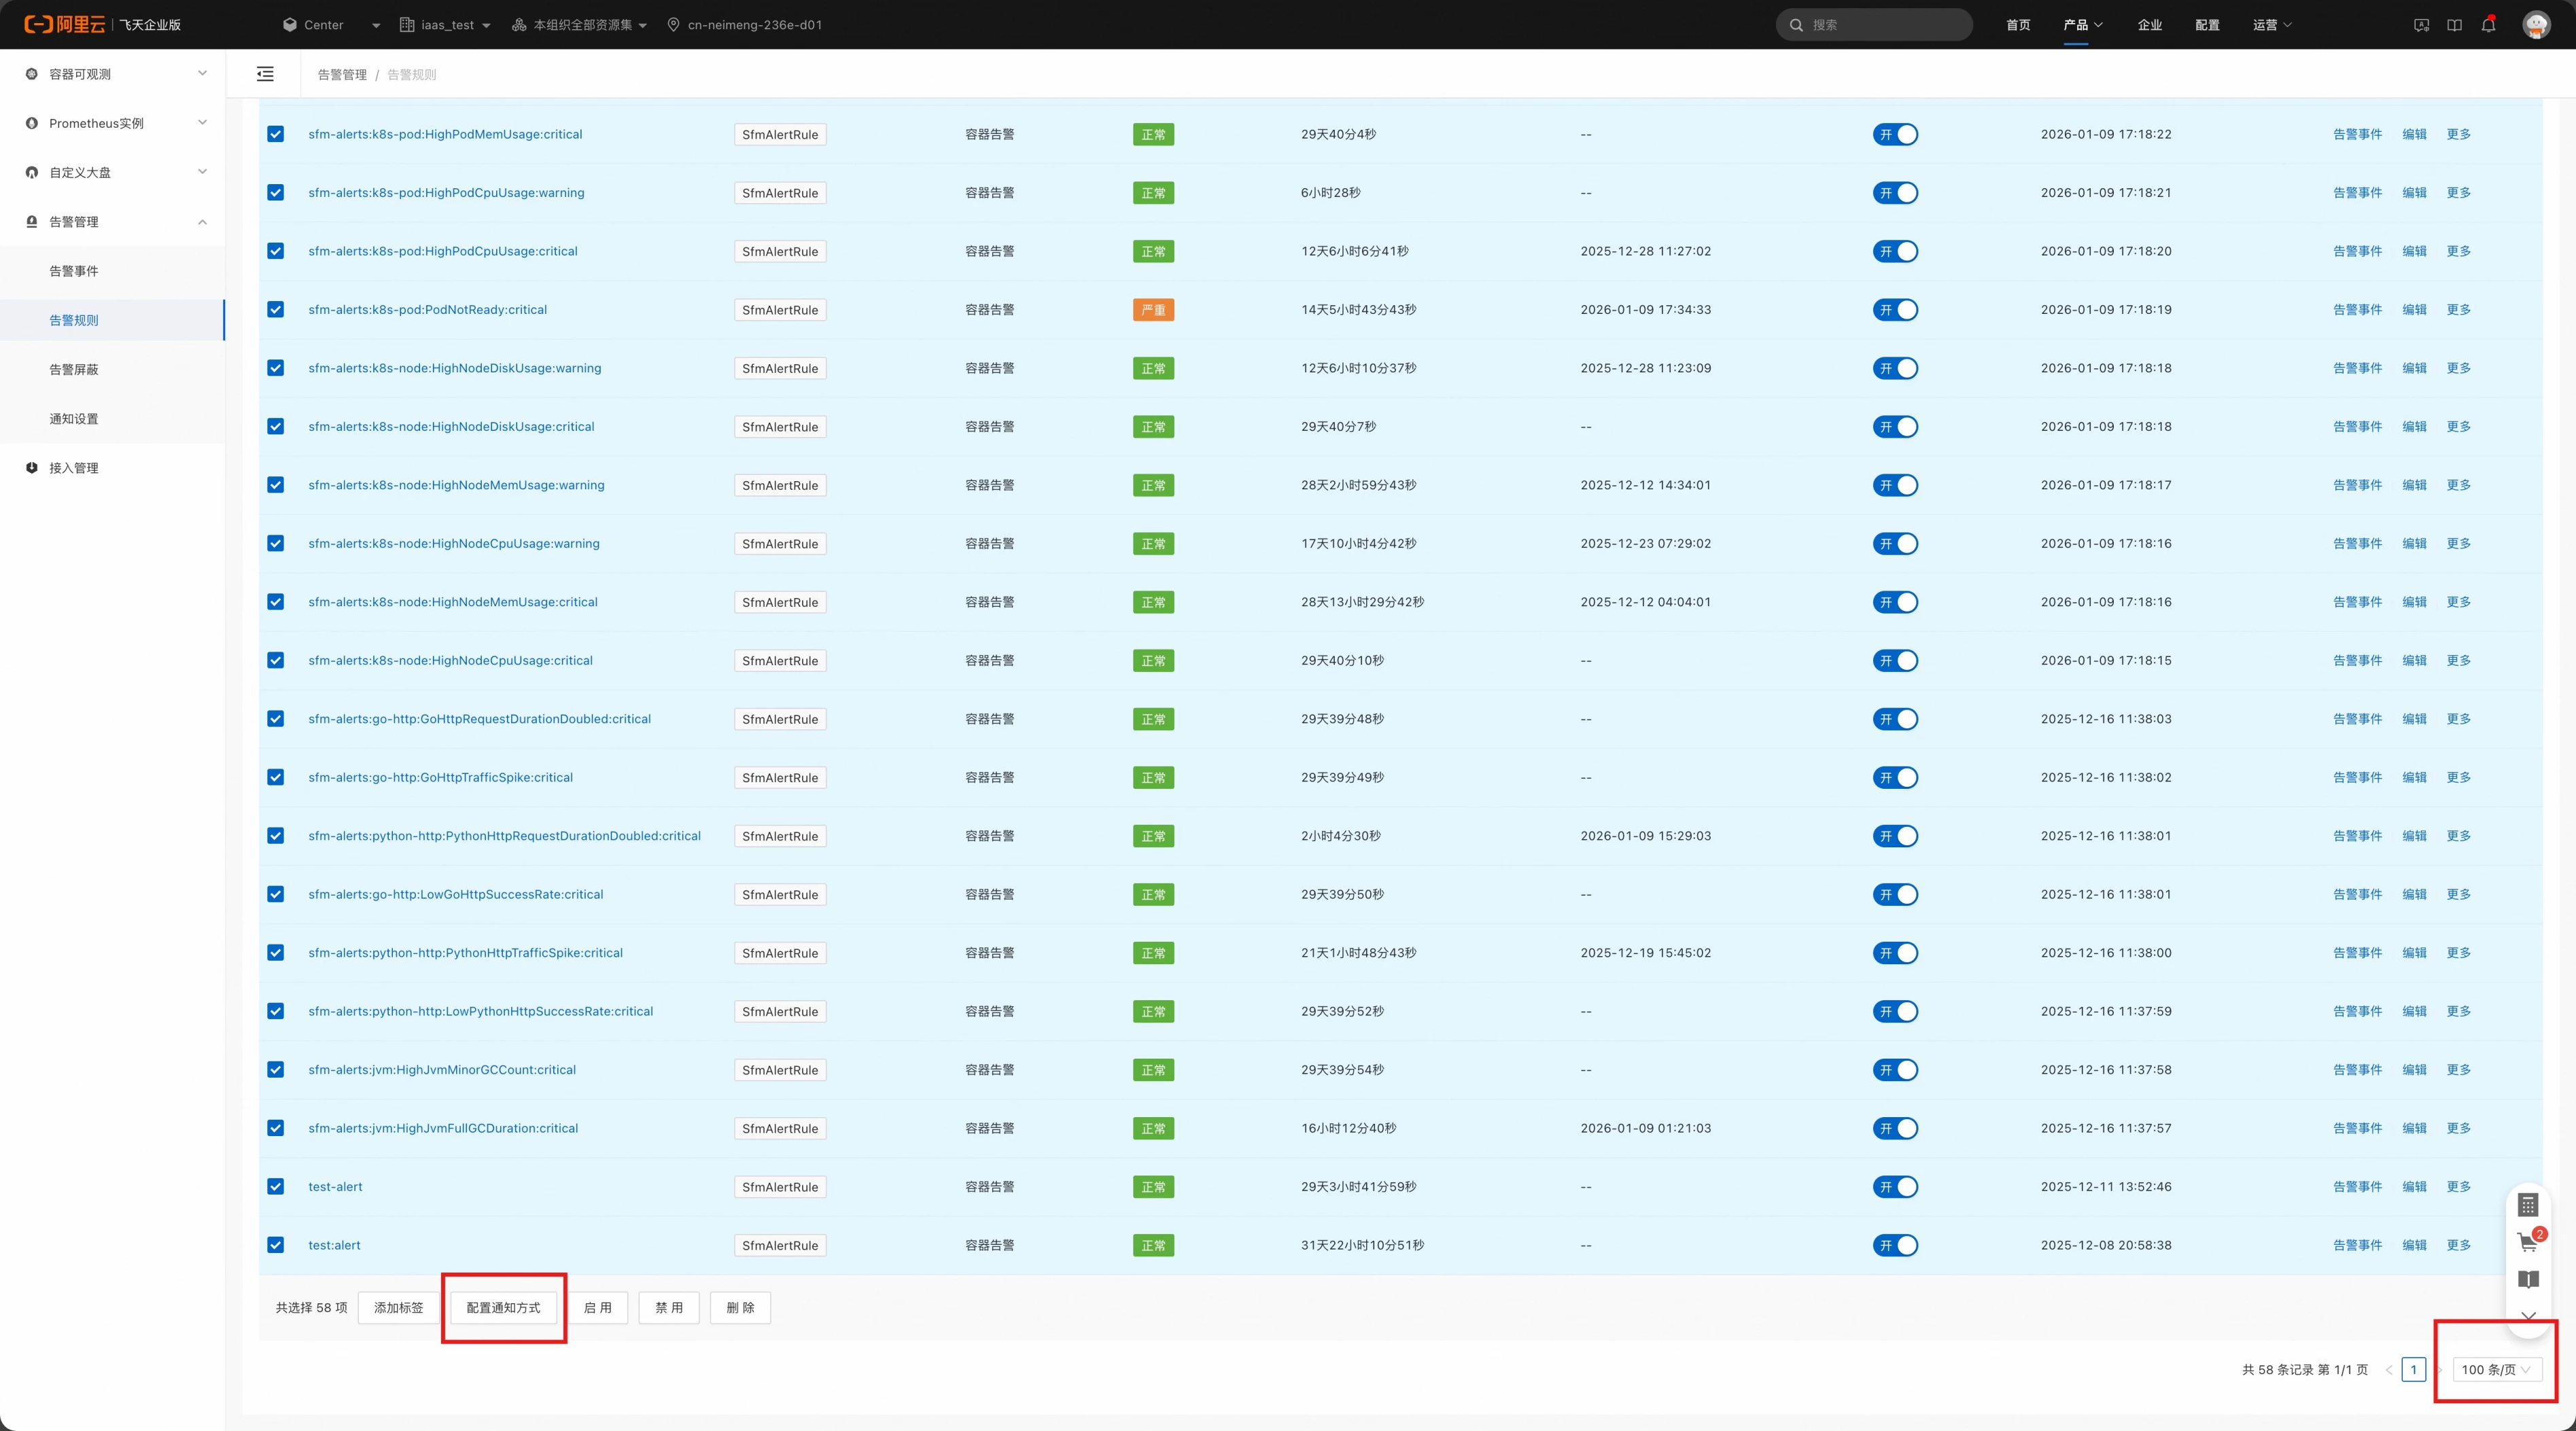 阿里云 | 飞天企业版 Center iaas_test 本组织全部资源集 cn-neimeng-236e-d01 搜索 首页 产品 企业 配置 运营
容器可观测
Prometheus实例
自定义大盘
告警管理
告警事件
告警规则
告警屏蔽
通知设置
接入管理
告警管理 / 告警规则
sfm-alerts:k8s-pod:HighPodMemUsage:critical SfmAlertRule 容器告警 正常 29天40分4秒 -- 开 2026-01-09 17:18:22 告警事件 编辑 更多
sfm-alerts:k8s-pod:HighPodCpuUsage:warning SfmAlertRule 容器告警 正常 6小时28秒 -- 开 2026-01-09 17:18:21 告警事件 编辑 更多
sfm-alerts:k8s-pod:HighPodCpuUsage:critical SfmAlertRule 容器告警 正常 12天6小时6分41秒 2025-12-28 11:27:02 开 2026-01-09 17:18:20 告警事件 编辑 更多
sfm-alerts:k8s-pod:PodNotReady:critical SfmAlertRule 容器告警 严重 14天5小时43分43秒 2026-01-09 17:34:33 开 2026-01-09 17:18:19 告警事件 编辑 更多
sfm-alerts:k8s-node:HighNodeDiskUsage:warning SfmAlertRule 容器告警 正常 12天6小时10分37秒 2025-12-28 11:23:09 开 2026-01-09 17:18:18 告警事件 编辑 更多
sfm-alerts:k8s-node:HighNodeDiskUsage:critical SfmAlertRule 容器告警 正常 29天40分7秒 -- 开 2026-01-09 17:18:18 告警事件 编辑 更多
sfm-alerts:k8s-node:HighNodeMemUsage:warning SfmAlertRule 容器告警 正常 28天2小时59分43秒 2025-12-12 14:34:01 开 2026-01-09 17:18:17 告警事件 编辑 更多
sfm-alerts:k8s-node:HighNodeCpuUsage:warning SfmAlertRule 容器告警 正常 17天10小时4分42秒 2025-12-23 07:29:02 开 2026-01-09 17:18:16 告警事件 编辑 更多
sfm-alerts:k8s-node:HighNodeMemUsage:critical SfmAlertRule 容器告警 正常 28天13小时29分42秒 2025-12-12 04:04:01 开 2026-01-09 17:18:16 告警事件 编辑 更多
sfm-alerts:k8s-node:HighNodeCpuUsage:critical SfmAlertRule 容器告警 正常 29天40分10秒 -- 开 2026-01-09 17:18:15 告警事件 编辑 更多
sfm-alerts:go-http:GoHttpRequestDurationDoubled:critical SfmAlertRule 容器告警 正常 29天39分48秒 -- 开 2025-12-16 11:38:03 告警事件 编辑 更多
sfm-alerts:go-http:GoHttpTrafficSpike:critical SfmAlertRule 容器告警 正常 29天39分49秒 -- 开 2025-12-16 11:38:02 告警事件 编辑 更多
sfm-alerts:python-http:PythonHttpRequestDurationDoubled:critical SfmAlertRule 容器告警 正常 2小时4分30秒 2026-01-09 15:29:03 开 2025-12-16 11:38:01 告警事件 编辑 更多
sfm-alerts:go-http:LowGoHttpSuccessRate:critical SfmAlertRule 容器告警 正常 29天39分50秒 -- 开 2025-12-16 11:38:01 告警事件 编辑 更多
sfm-alerts:python-http:PythonHttpTrafficSpike:critical SfmAlertRule 容器告警 正常 21天1小时48分43秒 2025-12-19 15:45:02 开 2025-12-16 11:38:00 告警事件 编辑 更多
sfm-alerts:python-http:LowPythonHttpSuccessRate:critical SfmAlertRule 容器告警 正常 29天39分52秒 -- 开 2025-12-16 11:37:59 告警事件 编辑 更多
sfm-alerts:jvm:HighJvmMinorGCCount:critical SfmAlertRule 容器告警 正常 29天39分54秒 -- 开 2025-12-16 11:37:58 告警事件 编辑 更多
sfm-alerts:jvm:HighJvmFullGCDuration:critical SfmAlertRule 容器告警 正常 16小时12分40秒 2026-01-09 01:21:03 开 2025-12-16 11:37:57 告警事件 编辑 更多
test-alert SfmAlertRule 容器告警 正常 29天3小时41分59秒 -- 开 2025-12-11 13:52:46 告警事件 编辑 更多
test:alert SfmAlertRule 容器告警 正常 31天22小时10分51秒 -- 开 2025-12-08 20:58:38 告警事件 编辑 更多
2
共选择 58 项 添加标签 配置通知方式 启用 禁用 删除
共 58 条记录 第 1/1 页 < 1 > 100 条/页